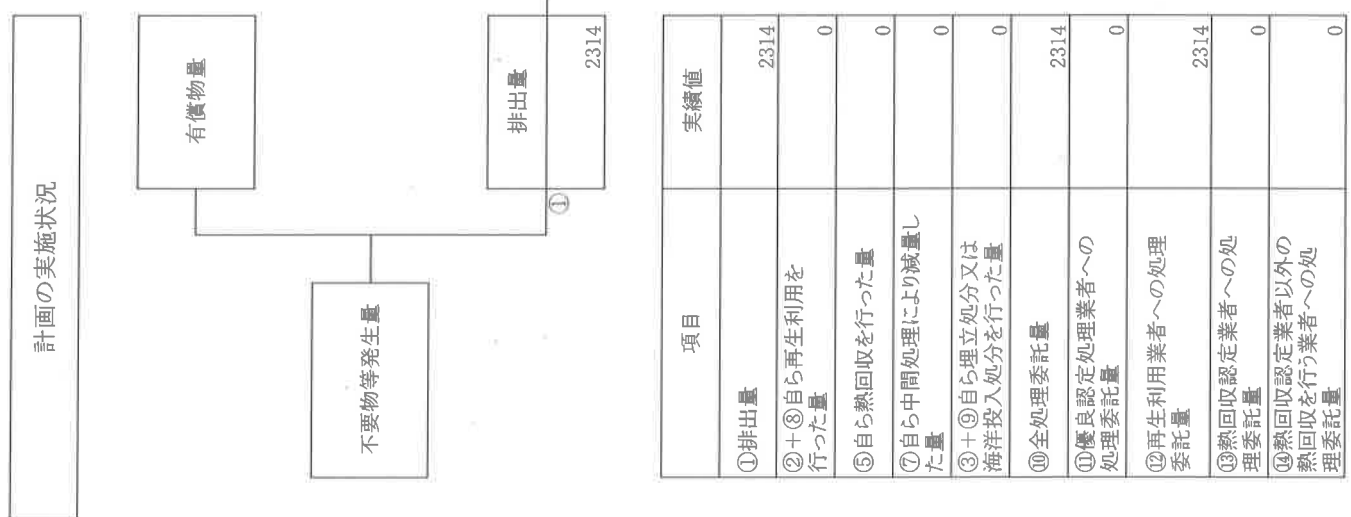 計画の実施状況
有償物量
不要物等発生量
排出量
2314
①
項目
実績値
①排出量
2314
②+⑧自ら再生利用を
行った量
0
⑤自ら熱回収を行った量
0
⑦自ら中間処理により減量し
た量
0
③+⑨自ら埋立処分又は
海洋投入処分を行った量
0
⑩全処理委託量
2314
⑪優良認定処理業者への
処理委託量
0
⑫再生利用業者への処理
委託量
2314
⑬熱回収認定業者への処
理委託量
0
⑭熱回収認定業者以外の
熱回収を行う業者への処
理委託量
0